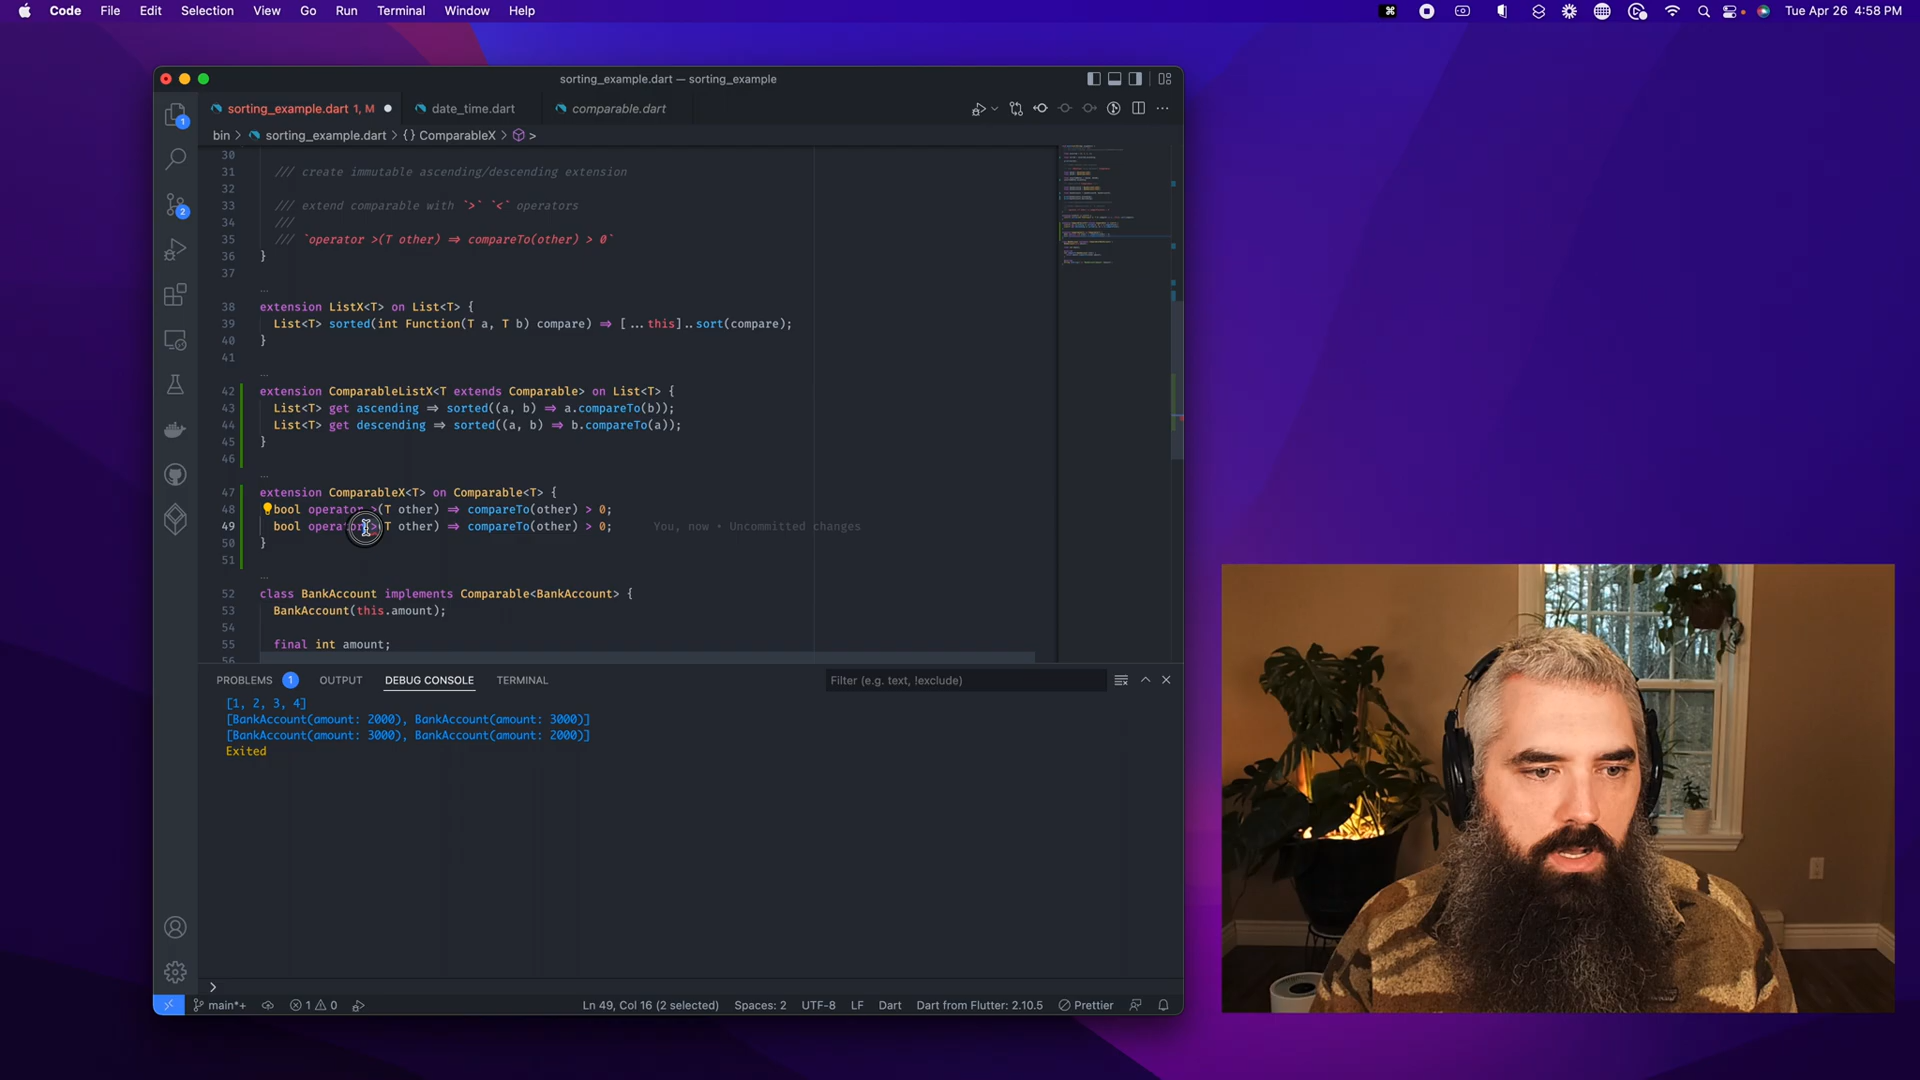 Code File Edit Selection View Go Run Terminal Window Help
Tue Apr 26 4:58 PM
sorting_example.dart — sorting_example
sorting_example.dart 1, M
date_time.dart
comparable.dart
bin > sorting_example.dart > {} ComparableX > >
30
31 /// create immutable ascending/descending extension
32
33 /// extend comparable with `>` `<` operators
34 ///
35 /// `operator >(T other) => compareTo(other) > 0`
36 }
37
...
38 extension ListX<T> on List<T> {
39 List<T> sorted(int Function(T a, T b) compare) => [...this]..sort(compare);
40 }
41
...
42 extension ComparableListX<T extends Comparable> on List<T> {
43 List<T> get ascending => sorted((a, b) => a.compareTo(b));
44 List<T> get descending => sorted((a, b) => b.compareTo(a));
45 }
46
...
47 extension ComparableX<T> on Comparable<T> {
48 bool operator >(T other) => compareTo(other) > 0;
49 bool operator >(T other) => compareTo(other) > 0; You, now • Uncommitted changes
50 }
51
...
52 class BankAccount implements Comparable<BankAccount> {
53 BankAccount(this.amount);
54
55 final int amount;
56
PROBLEMS 1 OUTPUT DEBUG CONSOLE TERMINAL
Filter (e.g. text, !exclude)
[1, 2, 3, 4]
[BankAccount(amount: 2000), BankAccount(amount: 3000)]
[BankAccount(amount: 3000), BankAccount(amount: 2000)]
Exited
>
main*+ 1 0 Ln 49, Col 16 (2 selected) Spaces: 2 UTF-8 LF Dart Dart from Flutter: 2.10.5 Prettier
1
2